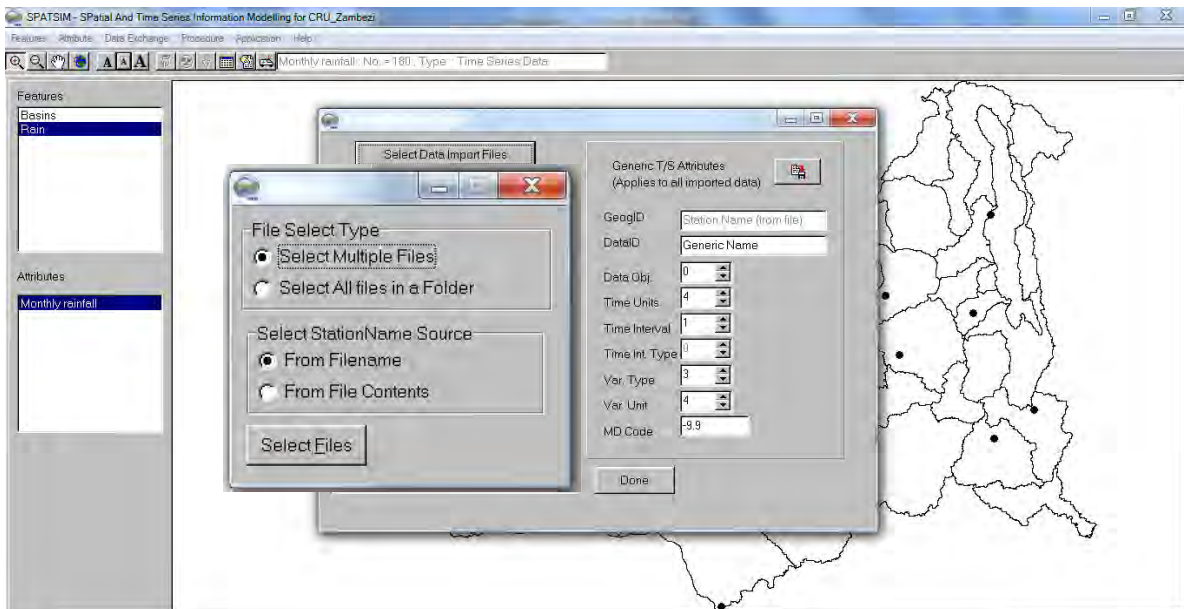 SPATSIM - SPatial And Time Series Information Modelling for CRU_Zambezi
Features Attribute Data Exchange Procedure Application Help
A A A
Monthly rainfall: No. = 180. Type : Time Series Data
Features
Basins
Rain
Attributes
Monthly rainfall
Select Data Import Files
File Select Type
Select Multiple Files
Select All files in a Folder
Select StationName Source
From Filename
From File Contents
Select Files
Generic T/S Attributes
(Applies to all imported data)
GeogID Station Name (from file)
DataID Generic Name
Data Obj. 0
Time Units 4
Time Interval 1
Time Int. Type 0
Var. Type 3
Var. Unit 4
MD Code -9.9
Done